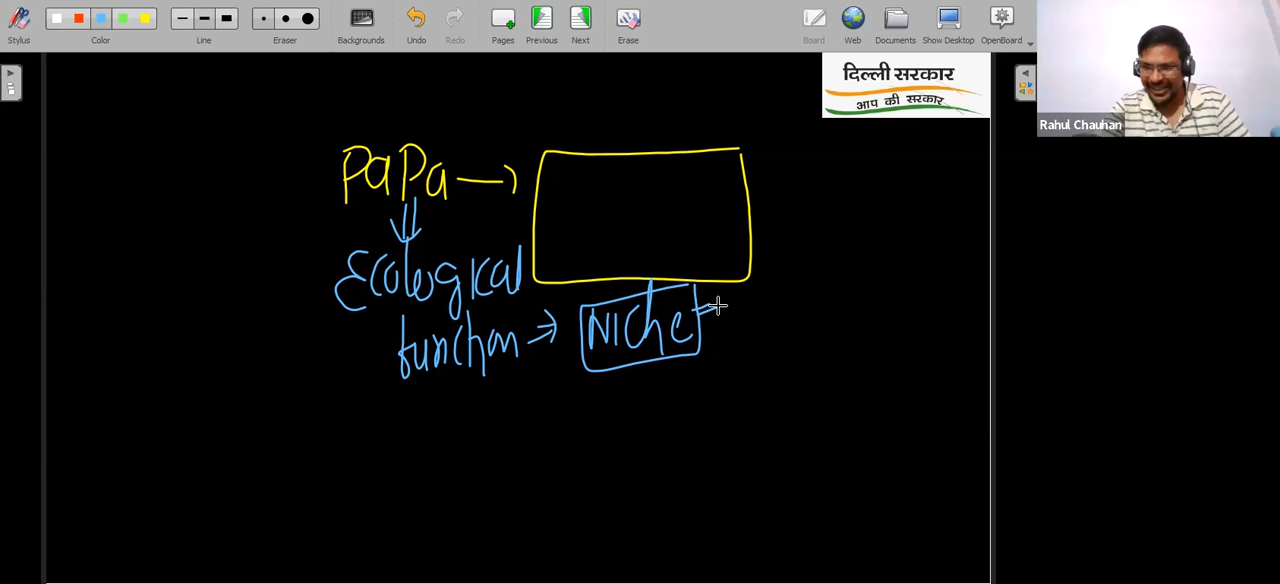 Stylus
Color
Line
Eraser
Backgrounds
Undo
Redo
Pages
Previous
Next
Erase
Board
Web
Documents
Show Desktop
OpenBoard
दिल्ली सरकार
आप की सरकार
Rahul Chauhan
PaPa
Ecological
function
NIChe